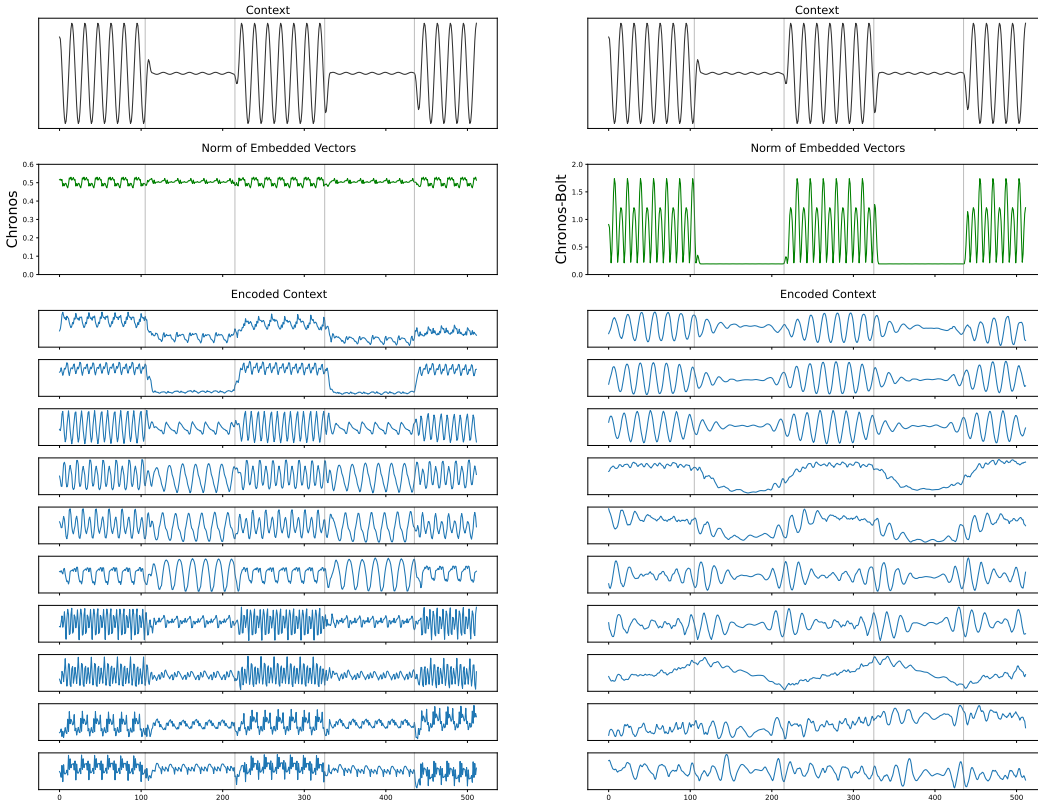 Context
Context
Norm of Embedded Vectors
Norm of Embedded Vectors
Chronos
0.6
0.5
0.4
0.3
0.2
0.1
0.0
0 100 200 300 400 500
Chronos-Bolt
2.0
1.5
1.0
0.5
0.0
0 100 200 300 400 500
Encoded Context
Encoded Context